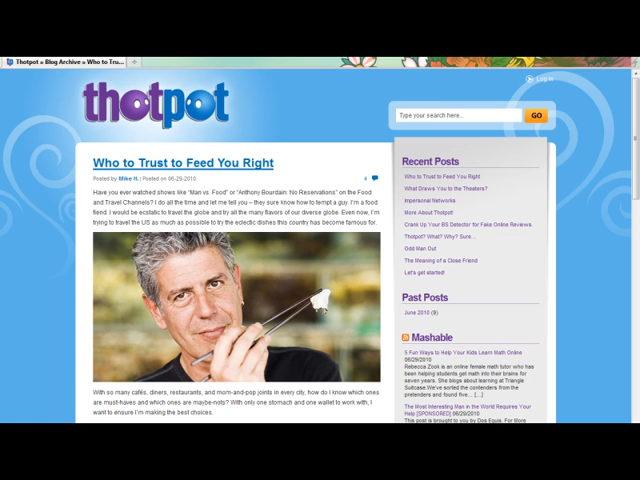 Thotpot » Blog Archive » Who to Tru...
Log in
thotpot
Type your search here...
GO
Who to Trust to Feed You Right
Posted by Mike H. | Posted on 06-29-2010
4
Have you ever watched shows like "Man vs. Food" or "Anthony Bourdain: No Reservations" on the Food
and Travel Channels? I do all the time and let me tell you – they sure know how to tempt a guy. I'm a food
fiend. I would be ecstatic to travel the globe and try all the many flavors of our diverse globe. Even now, I'm
trying to travel the US as much as possible to try the eclectic dishes this country has become famous for.
With so many cafés, diners, restaurants, and mom-and-pop joints in every city, how do I know which ones
are must-haves and which ones are maybe-nots? With only one stomach and one wallet to work with, I
want to ensure I'm making the best choices.
Recent Posts
Who to Trust to Feed You Right
What Draws You to the Theaters?
Impersonal Networks
More About Thotpot!
Crank Up Your BS Detector for Fake Online Reviews
Thotpot? What? Why? Sure...
Odd Man Out
The Meaning of a Close Friend
Let's get started!
Past Posts
June 2010 (9)
Mashable
5 Fun Ways to Help Your Kids Learn Math Online
06/29/2010
Rebecca Zook is an online female math tutor who has
been helping students get math into their brains for
seven years. She blogs about learning at Triangle
Suitcase.We've sorted the contenders from the
pretenders and found five... [...]
The Most Interesting Man in the World Requires Your
Help [SPONSORED] 06/29/2010
This post is brought to you by Dos Equis. For More